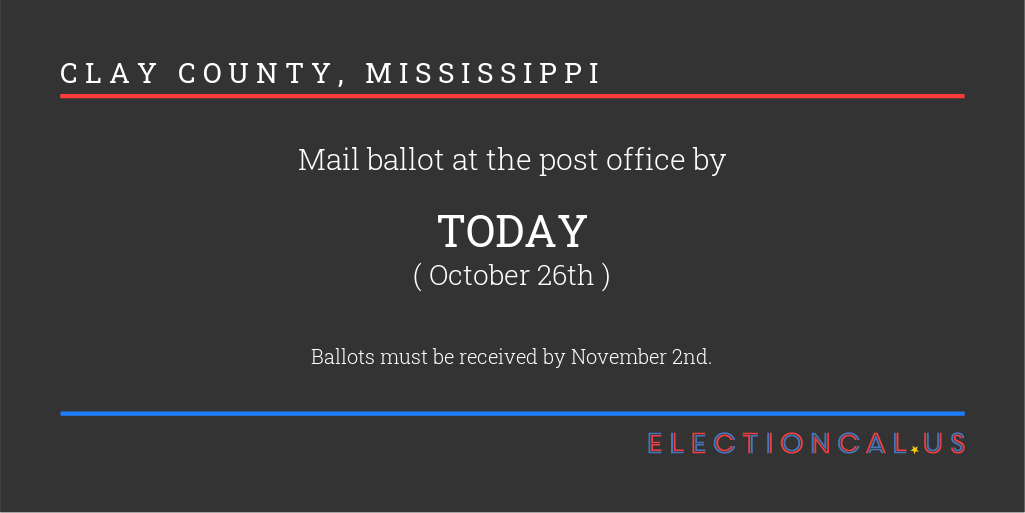 CLAY COUNTY, MISSISSIPPI
Mail ballot at the post office by
TODAY
( October 26th )
Ballots must be received by November 2nd.
ELECTIONCAL.US